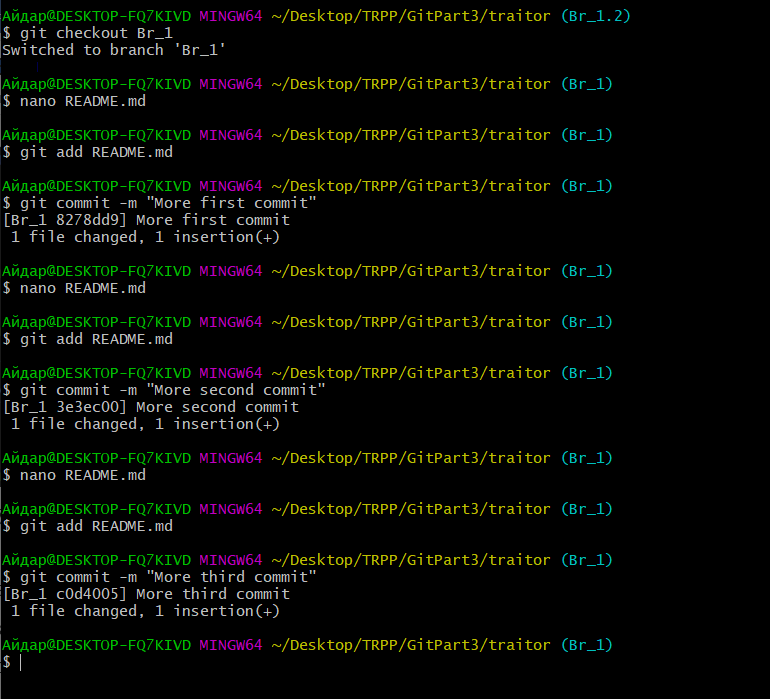 Айдар@DESKTOP-FQ7KIVD MINGW64 ~/Desktop/TRPP/GitPart3/traitor (Br_1.2)
$ git checkout Br_1
Switched to branch 'Br_1'
Айдар@DESKTOP-FQ7KIVD MINGW64 ~/Desktop/TRPP/GitPart3/traitor (Br_1)
$ nano README.md
Айдар@DESKTOP-FQ7KIVD MINGW64 ~/Desktop/TRPP/GitPart3/traitor (Br_1)
$ git add README.md
Айдар@DESKTOP-FQ7KIVD MINGW64 ~/Desktop/TRPP/GitPart3/traitor (Br_1)
$ git commit -m "More first commit"
[Br_1 8278dd9] More first commit
 1 file changed, 1 insertion(+)
Айдар@DESKTOP-FQ7KIVD MINGW64 ~/Desktop/TRPP/GitPart3/traitor (Br_1)
$ nano README.md
Айдар@DESKTOP-FQ7KIVD MINGW64 ~/Desktop/TRPP/GitPart3/traitor (Br_1)
$ git add README.md
Айдар@DESKTOP-FQ7KIVD MINGW64 ~/Desktop/TRPP/GitPart3/traitor (Br_1)
$ git commit -m "More second commit"
[Br_1 3e3ec00] More second commit
 1 file changed, 1 insertion(+)
Айдар@DESKTOP-FQ7KIVD MINGW64 ~/Desktop/TRPP/GitPart3/traitor (Br_1)
$ nano README.md
Айдар@DESKTOP-FQ7KIVD MINGW64 ~/Desktop/TRPP/GitPart3/traitor (Br_1)
$ git add README.md
Айдар@DESKTOP-FQ7KIVD MINGW64 ~/Desktop/TRPP/GitPart3/traitor (Br_1)
$ git commit -m "More third commit"
[Br_1 c0d4005] More third commit
 1 file changed, 1 insertion(+)
Айдар@DESKTOP-FQ7KIVD MINGW64 ~/Desktop/TRPP/GitPart3/traitor (Br_1)
$